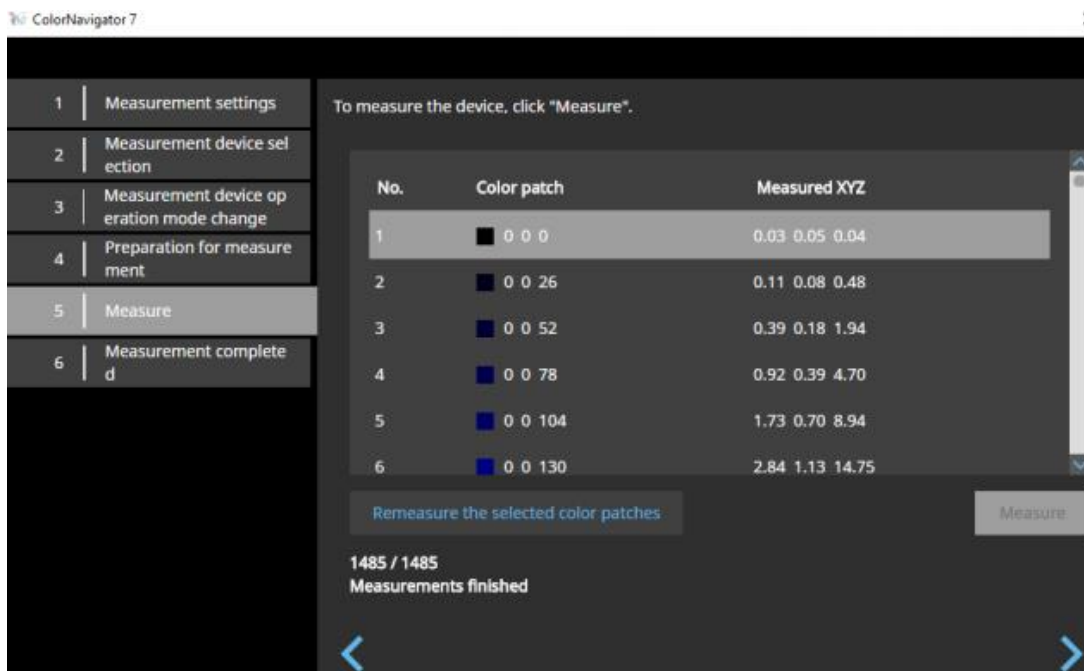 ColorNavigator 7
1 Measurement settings
2 Measurement device sel
ection
3 Measurement device op
eration mode change
4 Preparation for measure
ment
5 Measure
6 Measurement complete
d
To measure the device, click "Measure".
No. Color patch Measured XYZ
1 0 0 0 0.03 0.05 0.04
2 0 0 26 0.11 0.08 0.48
3 0 0 52 0.39 0.18 1.94
4 0 0 78 0.92 0.39 4.70
5 0 0 104 1.73 0.70 8.94
6 0 0 130 2.84 1.13 14.75
Remeasure the selected color patches
Measure
1485 / 1485
Measurements finished